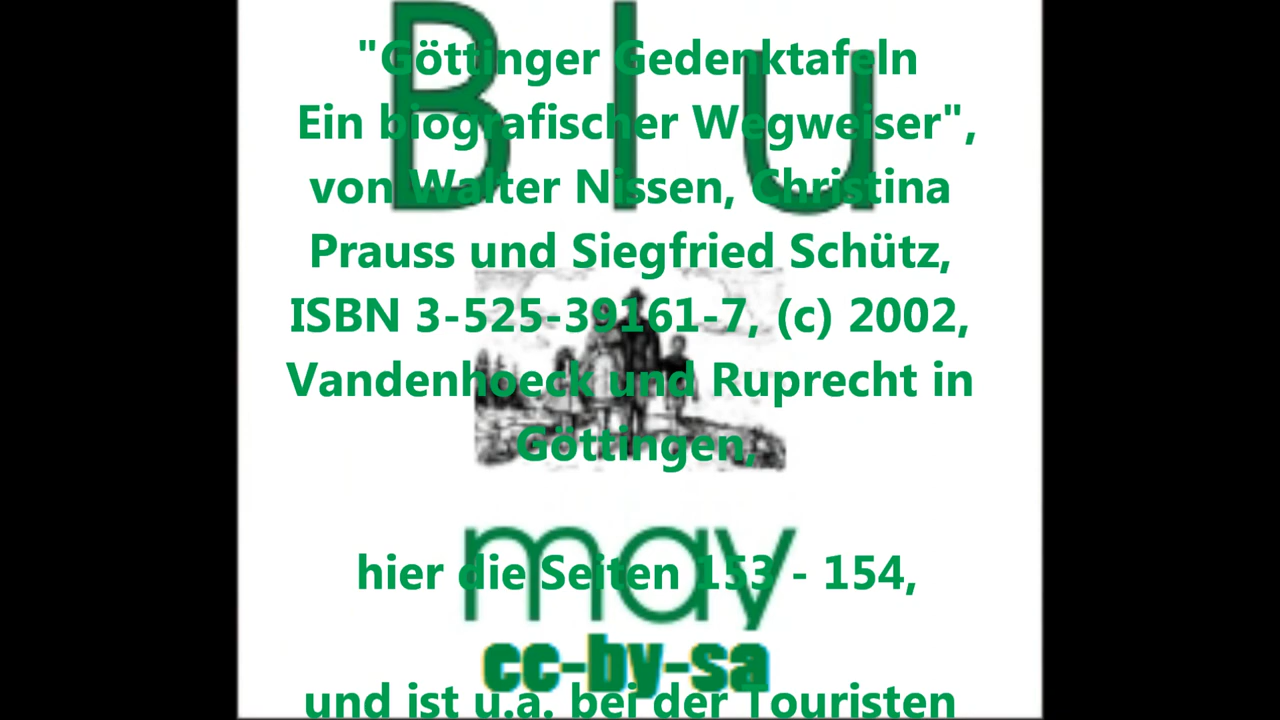 Blu
"Göttinger Gedenktafeln
Ein biografischer Wegweiser",
von Walter Nissen, Christina
Prauss und Siegfried Schütz,
ISBN 3-525-39161-7, (c) 2002,
Vandenhoeck und Ruprecht in
Göttingen,
may
hier die Seiten 153 - 154,
cc-by-sa
und ist u.a. bei der Touristen